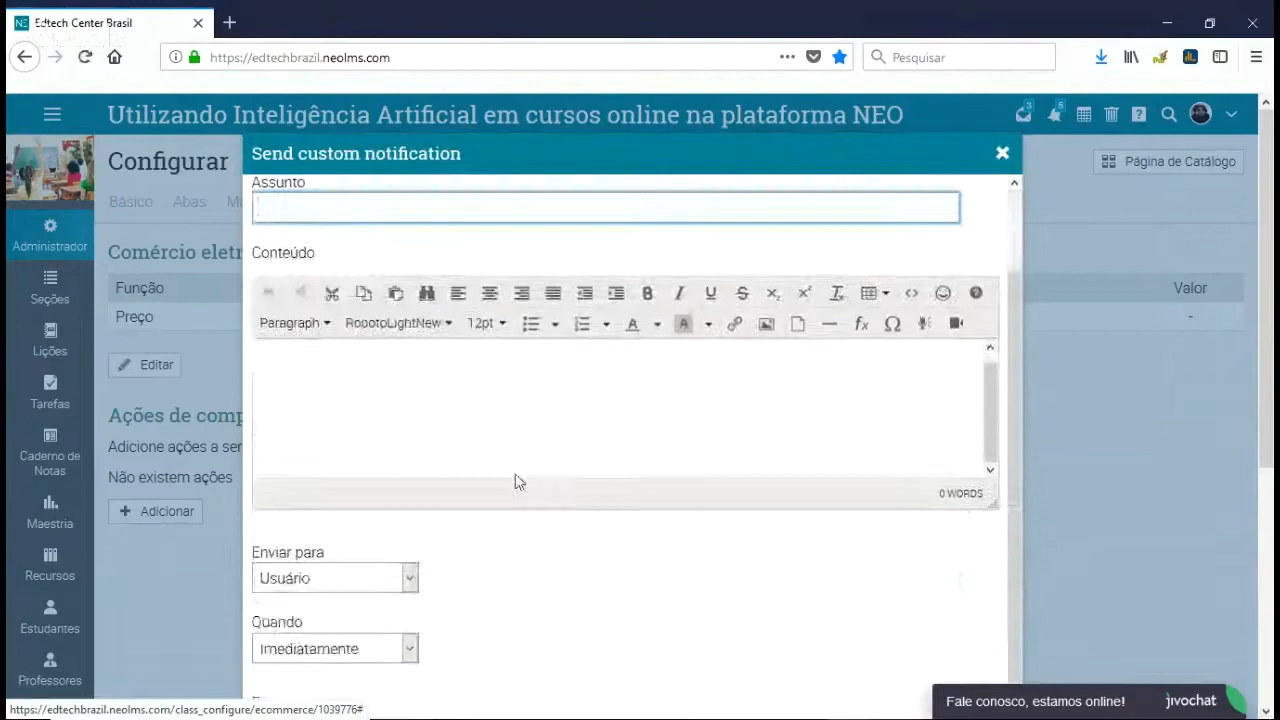 Edtech Center Brasil
https://edtechbrazil.neolms.com
Pesquisar
Utilizando Inteligência Artificial em cursos online na plataforma NEO
3
5
Configurar
Send custom notification
Página de Catálogo
Assunto
Básico
Abas
Administrador
Comércio eletr
Conteúdo
Função
Valor
Preço
-
Seções
Paragraph
RobotoLightNew
12pt
Editar
Lições
Tarefas
Ações de comp
Adicione ações a ser
Não existem ações
Caderno de
Notas
0 WORDS
Adicionar
Maestria
Enviar para
Usuário
Recursos
Quando
Imediatamente
Estudantes
Professores
Fale conosco, estamos online!
jivochat
https://edtechbrazil.neolms.com/class_configure/ecommerce/1039776#